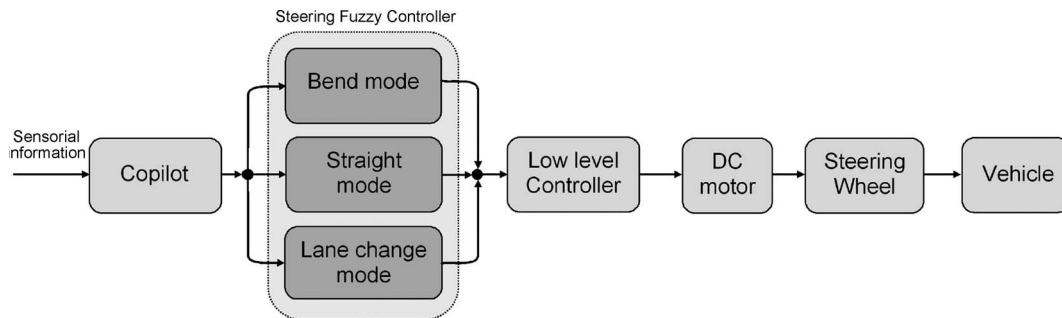 Steering Fuzzy Controller
Bend mode
Sensorial
information
Copilot
Straight
mode
Low level
Controller
DC
motor
Steering
Wheel
Vehicle
Lane change
mode